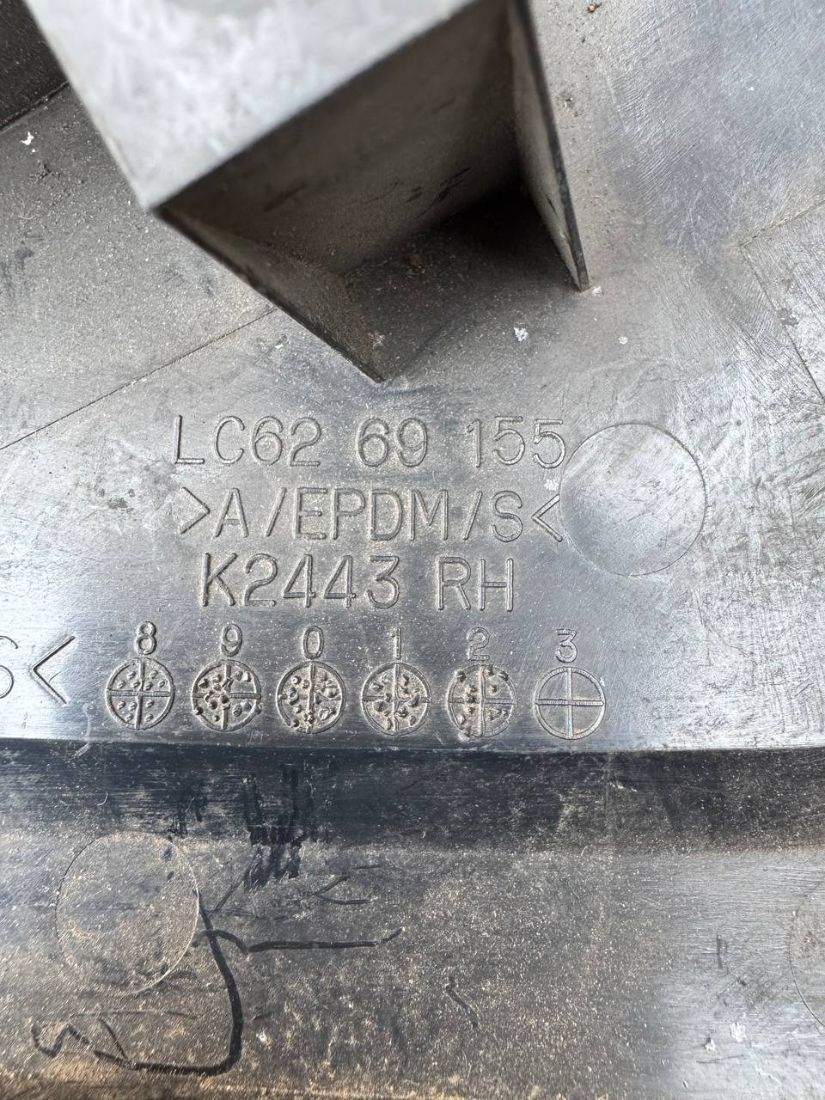 LC62 69 155
>A/EPDM/S<
K2443 RH
S<
8 9 0 1 2 3